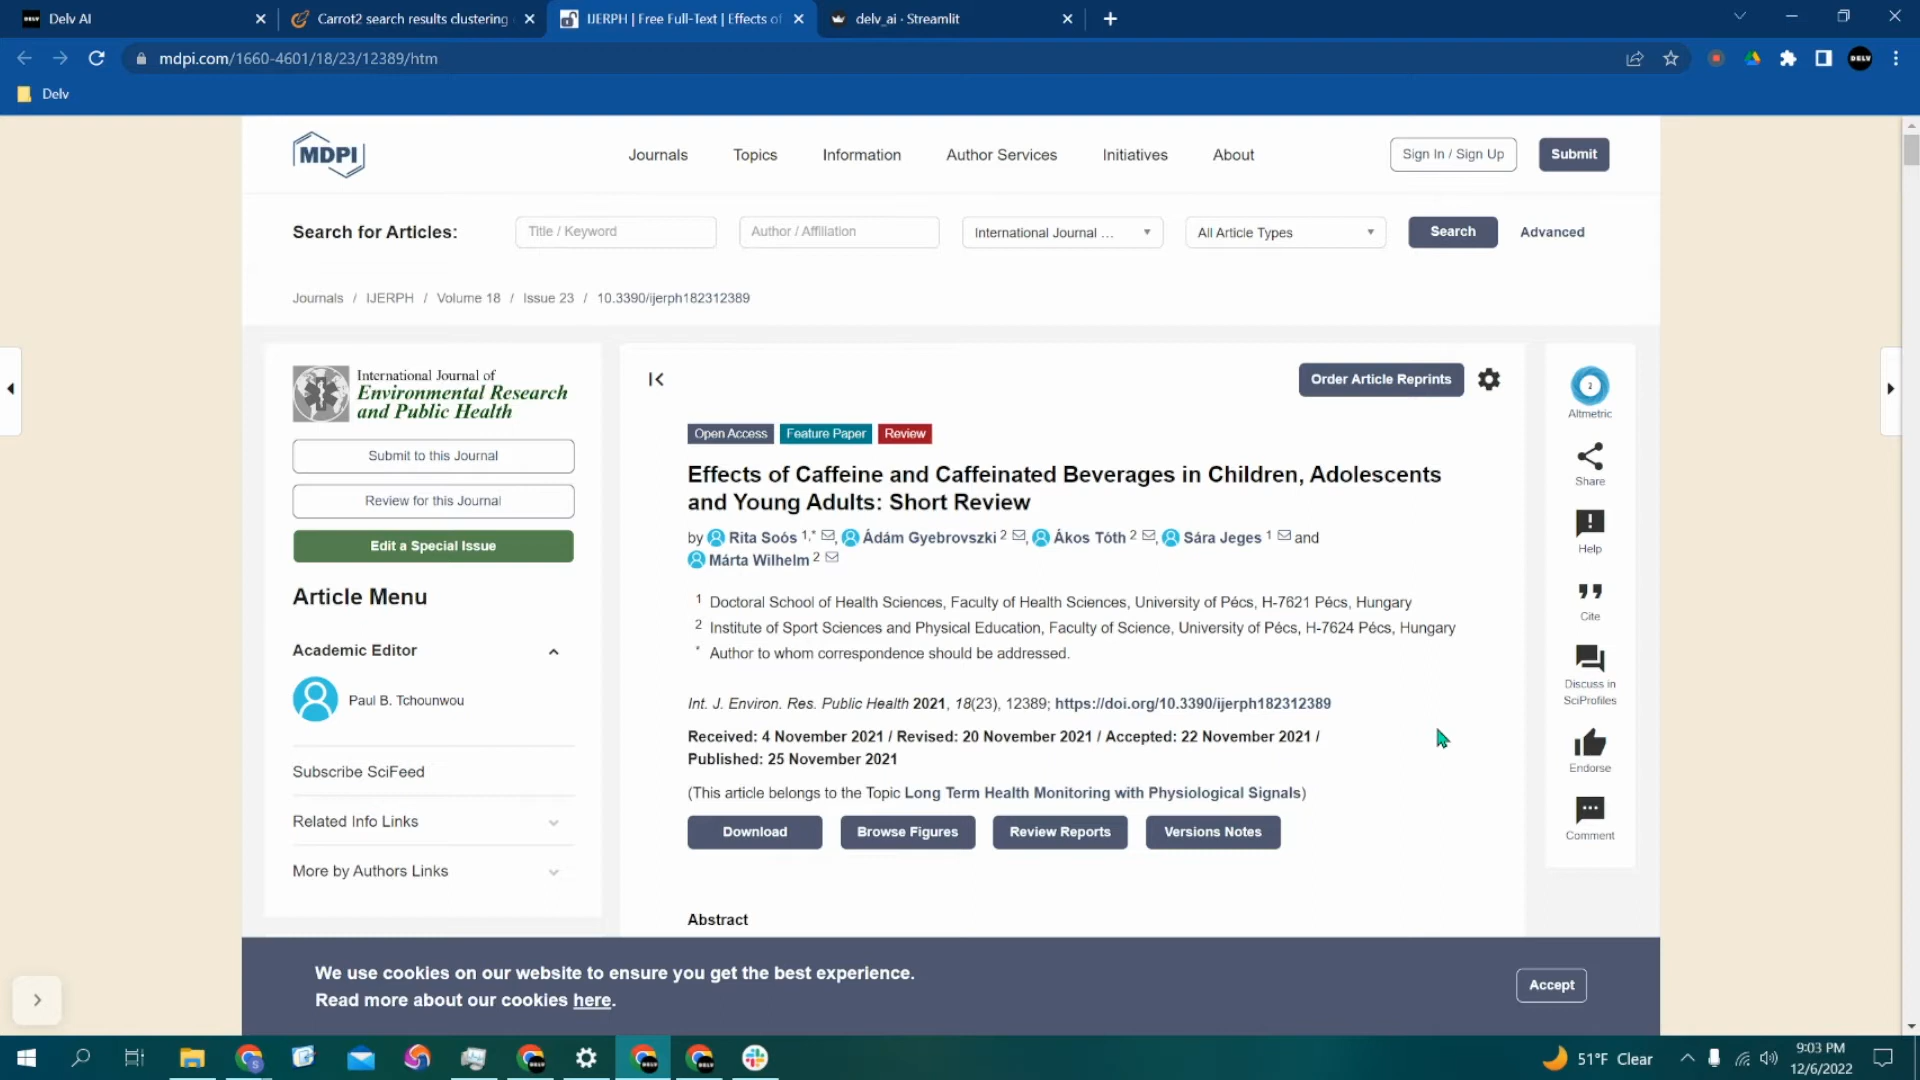 DELV Delv AI
Carrot2 search results clustering
IJERPH | Free Full-Text | Effects of
delv_ai · Streamlit
mdpi.com/1660-4601/18/23/12389/htm
DELV
Delv
MDPI
Journals Topics Information Author Services Initiatives About
Sign In / Sign Up
Submit
Search for Articles:
Title / Keyword
Author / Affiliation
International Journal ...
All Article Types
Search
Advanced
Journals / IJERPH / Volume 18 / Issue 23 / 10.3390/ijerph182312389
International Journal of
Environmental Research
and Public Health
Submit to this Journal
Review for this Journal
Edit a Special Issue
Article Menu
Academic Editor
Paul B. Tchounwou
Subscribe SciFeed
Related Info Links
More by Authors Links
Order Article Reprints
Open Access Feature Paper Review
Effects of Caffeine and Caffeinated Beverages in Children, Adolescents
and Young Adults: Short Review
by Rita Soós 1,* , Ádám Gyebrovszki 2 , Ákos Tóth 2 , Sára Jeges 1 and
Márta Wilhelm 2
1 Doctoral School of Health Sciences, Faculty of Health Sciences, University of Pécs, H-7621 Pécs, Hungary
2 Institute of Sport Sciences and Physical Education, Faculty of Science, University of Pécs, H-7624 Pécs, Hungary
* Author to whom correspondence should be addressed.
Int. J. Environ. Res. Public Health 2021, 18(23), 12389; https://doi.org/10.3390/ijerph182312389
Received: 4 November 2021 / Revised: 20 November 2021 / Accepted: 22 November 2021 /
Published: 25 November 2021
(This article belongs to the Topic Long Term Health Monitoring with Physiological Signals)
Download
Browse Figures
Review Reports
Versions Notes
Abstract
2
Altmetric
Share
Help
Cite
Discuss in
SciProfiles
Endorse
Comment
We use cookies on our website to ensure you get the best experience.
Read more about our cookies here.
Accept
51°F Clear
9:03 PM
12/6/2022